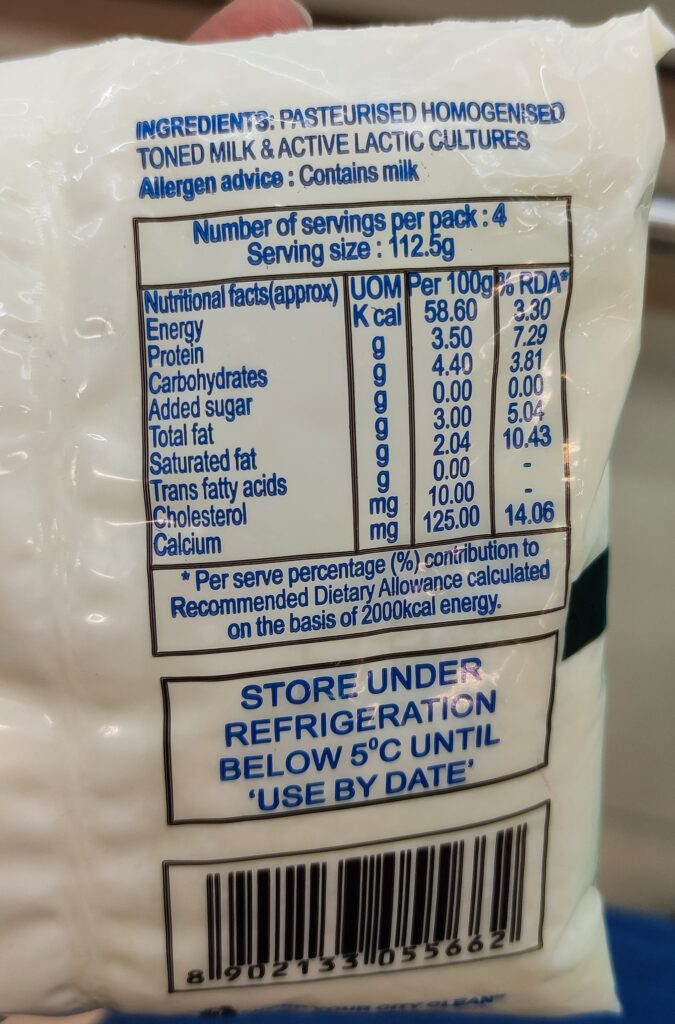 INGREDIENTS: PASTEURISED HOMOGENISED
TONED MILK & ACTIVE LACTIC CULTURES
Allergen advice : Contains milk
Number of servings per pack : 4
Serving size : 112.5g
Nutritional facts(approx) UOM Per 100g % RDA*
Energy K cal 58.60 3.30
Protein g 3.50 7.29
Carbohydrates g 4.40 3.81
Added sugar g 0.00 0.00
Total fat g 3.00 5.04
Saturated fat g 2.04 10.43
Trans fatty acids g 0.00 -
Cholesterol mg 10.00 -
Calcium mg 125.00 14.06
* Per serve percentage (%) contribution to
Recommended Dietary Allowance calculated
on the basis of 2000kcal energy.
STORE UNDER
REFRIGERATION
BELOW 5ºC UNTIL
‘USE BY DATE’
8 902133 055662
YOUR CITY CLEAN"